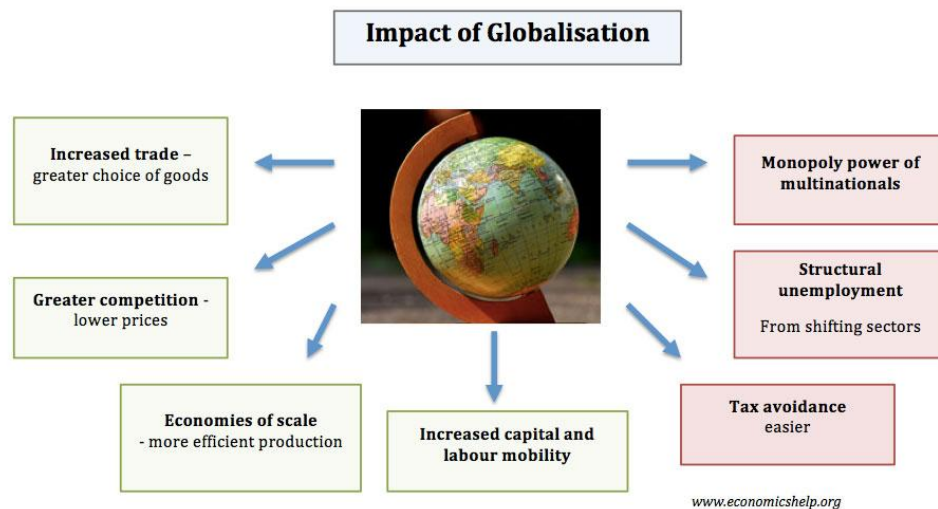 Impact of Globalisation
Increased trade –
greater choice of goods
Monopoly power of
multinationals
Greater competition -
lower prices
Structural
unemployment
From shifting sectors
Economies of scale
- more efficient production
Increased capital and
labour mobility
Tax avoidance
easier
www.economicshelp.org